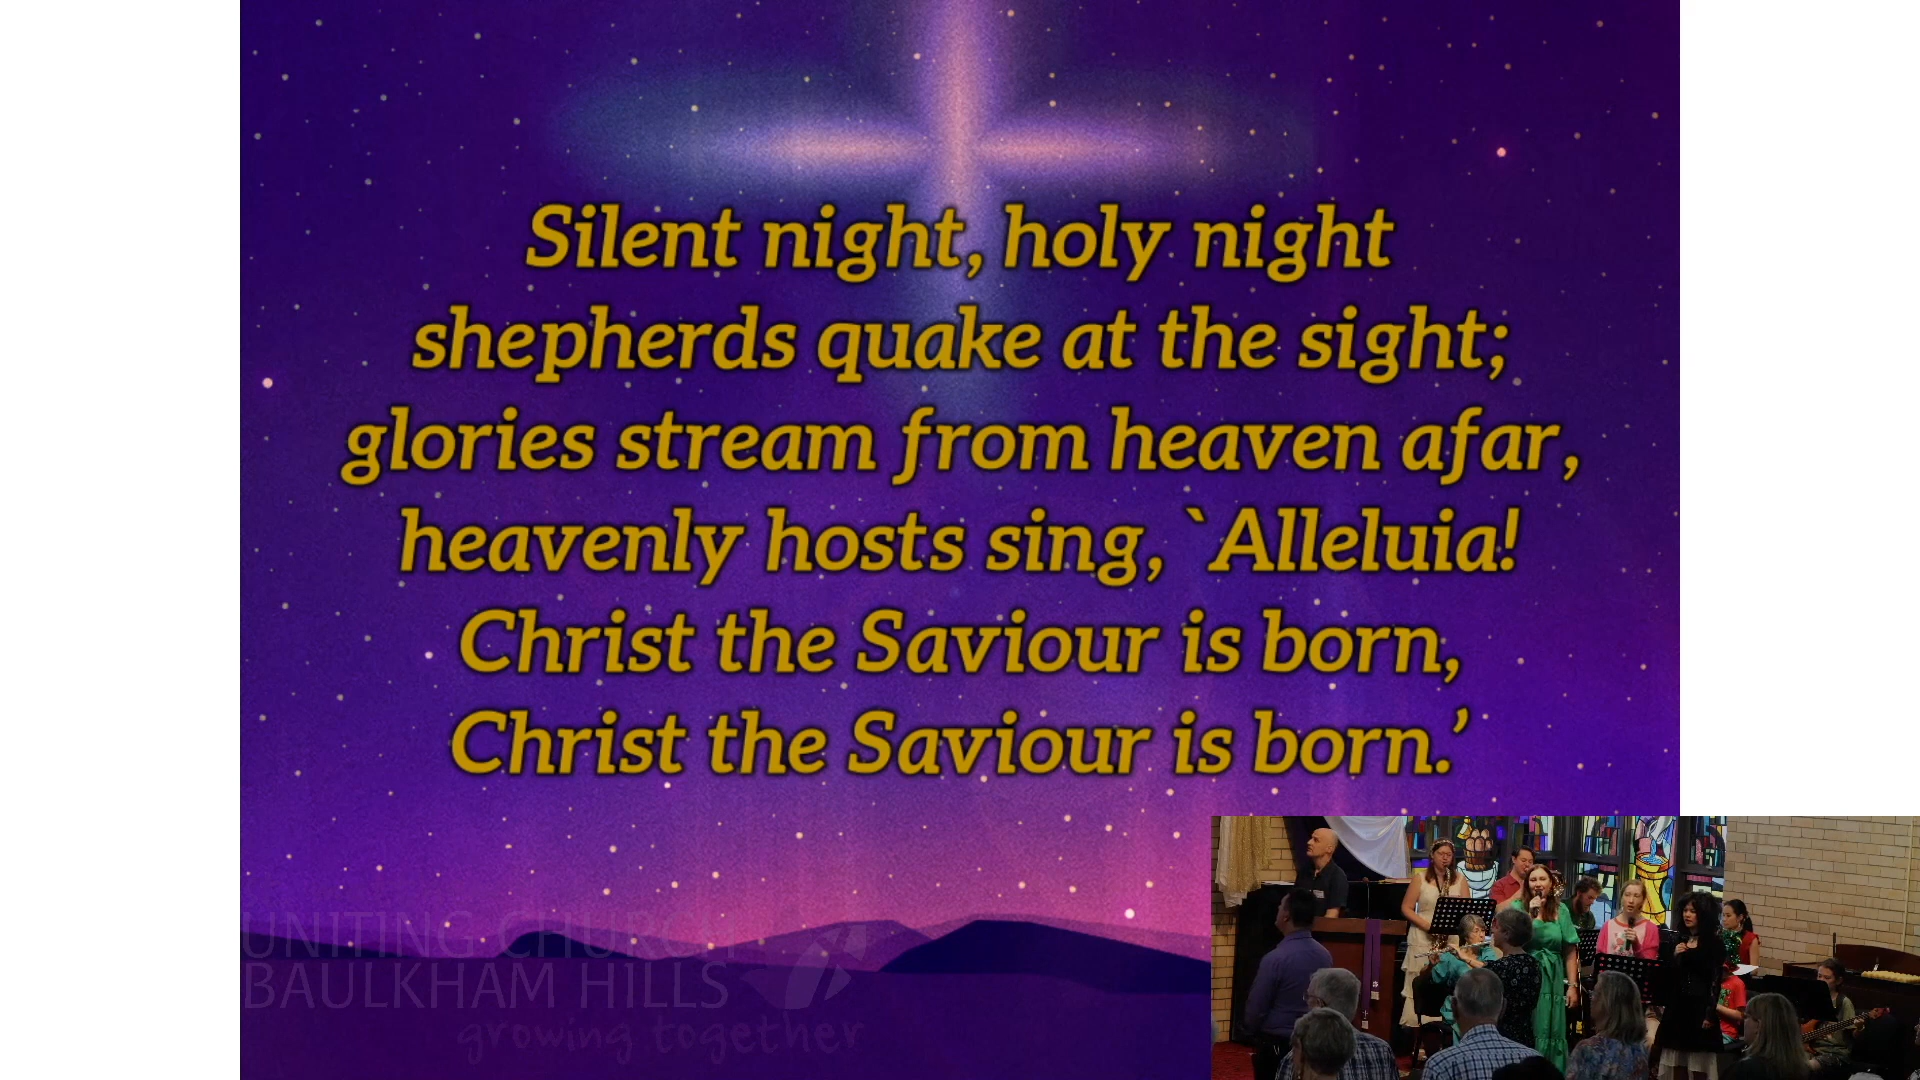 Silent night, holy night
shepherds quake at the sight;
glories stream from heaven afar,
heavenly hosts sing, `Alleluia!
Christ the Saviour is born,
Christ the Saviour is born.’
UNITING CHURCH
BAULKHAM HILLS
growing together